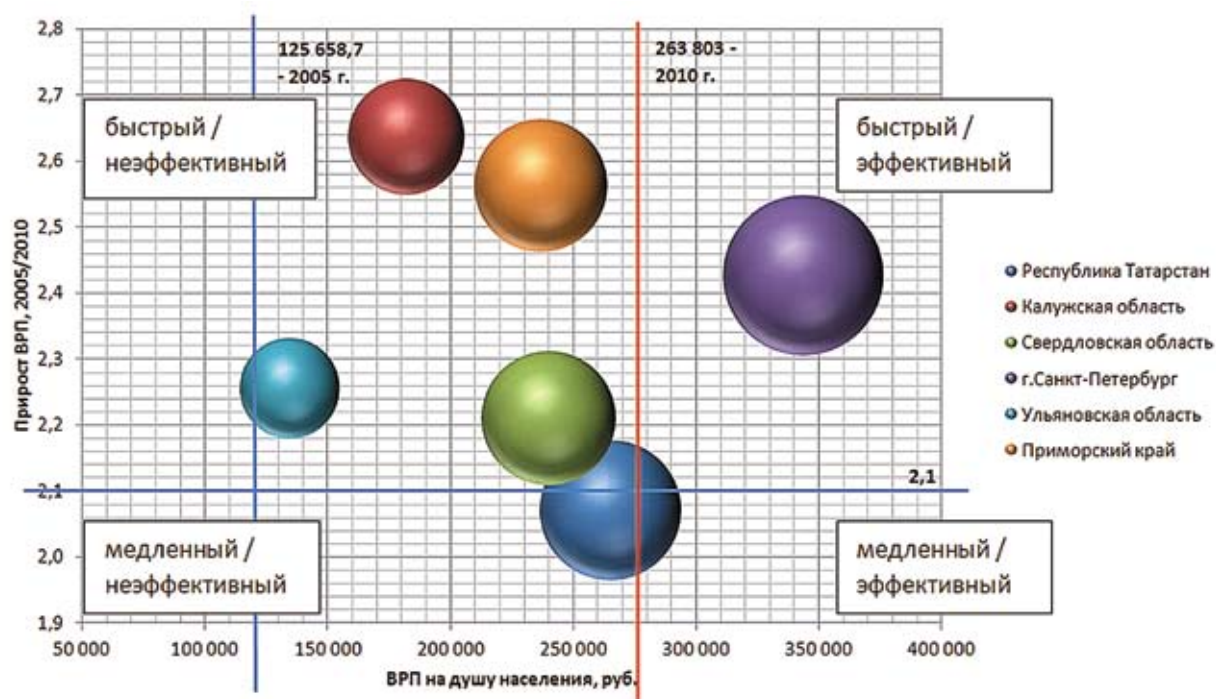 2,8
2,7
2,6
2,5
2,4
2,3
2,2
2,1
2,0
1,9
Прирост ВРП, 2005/2010
125 658,7
- 2005 г.
263 803 -
2010 г.
быстрый /
неэффективный
быстрый /
эффективный
2,1
медленный /
неэффективный
медленный /
эффективный
50 000
100 000
150 000
200 000
250 000
300 000
350 000
400 000
ВРП на душу населения, руб.
Республика Татарстан
Калужская область
Свердловская область
г.Санкт-Петербург
Ульяновская область
Приморский край